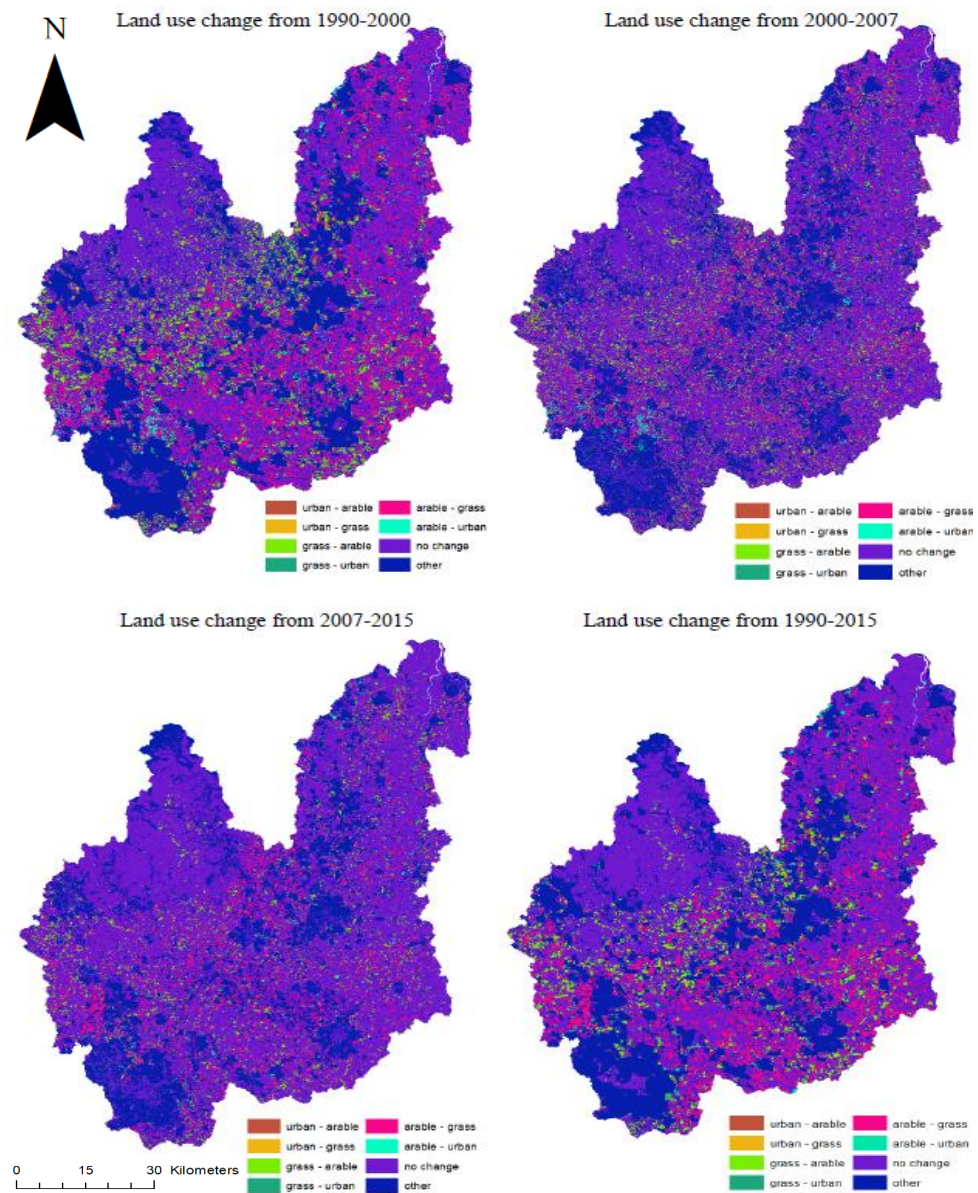 Land use change from 1990-2000
Land use change from 2000-2007
N
urban - arable arable - grass
urban - grass arable - urban
grass - arable no change
grass - urban other
urban - arable arable - grass
urban - grass arable - urban
grass - arable no change
grass - urban other
Land use change from 2007-2015
Land use change from 1990-2015
urban - arable arable - grass
urban - grass arable - urban
grass - arable no change
grass - urban other
0 15 30 Kilometers
urban - arable arable - grass
urban - grass arable - urban
grass - arable no change
grass - urban other